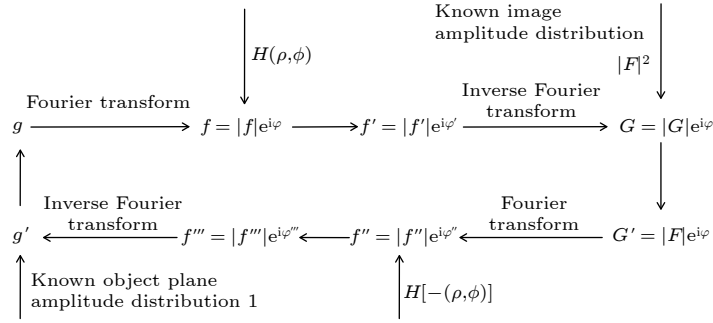 Known image
amplitude distribution
|F|²
H(ρ,ϕ)
Fourier transform
Inverse Fourier
transform
g
f = |f|e^{iφ}
f′ = |f′|e^{iφ′}
G = |G|e^{iφ}
Inverse Fourier
transform
Fourier
transform
g′
f‴ = |f‴|e^{iφ‴}
f″ = |f″|e^{iφ″}
G′ = |F|e^{iφ}
Known object plane
amplitude distribution 1
H[−(ρ,ϕ)]